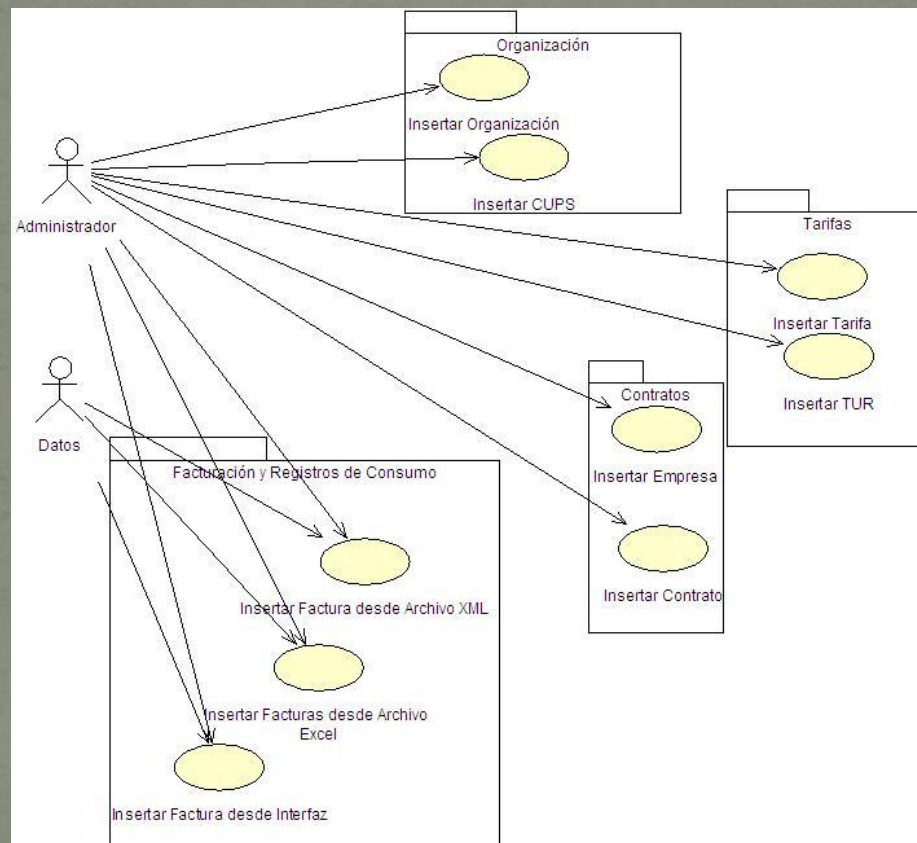 Organización
Insertar Organización
Insertar CUPS
Administrador
Tarifas
Insertar Tarifa
Insertar TUR
Contratos
Insertar Empresa
Insertar Contrato
Datos
Facturación y Registros de Consumo
Insertar Factura desde Archivo XML
Insertar Facturas desde Archivo
Excel
Insertar Factura desde Interfaz